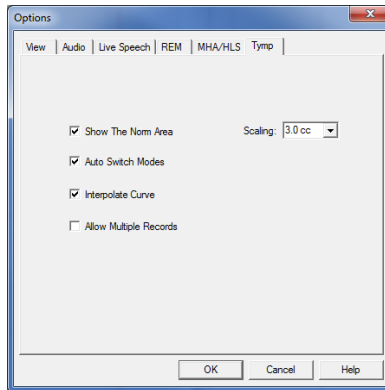 Options
View Audio Live Speech REM MHA/HLS Tymp
Show The Norm Area Scaling: 3.0 cc
Auto Switch Modes
Interpolate Curve
Allow Multiple Records
OK Cancel Help